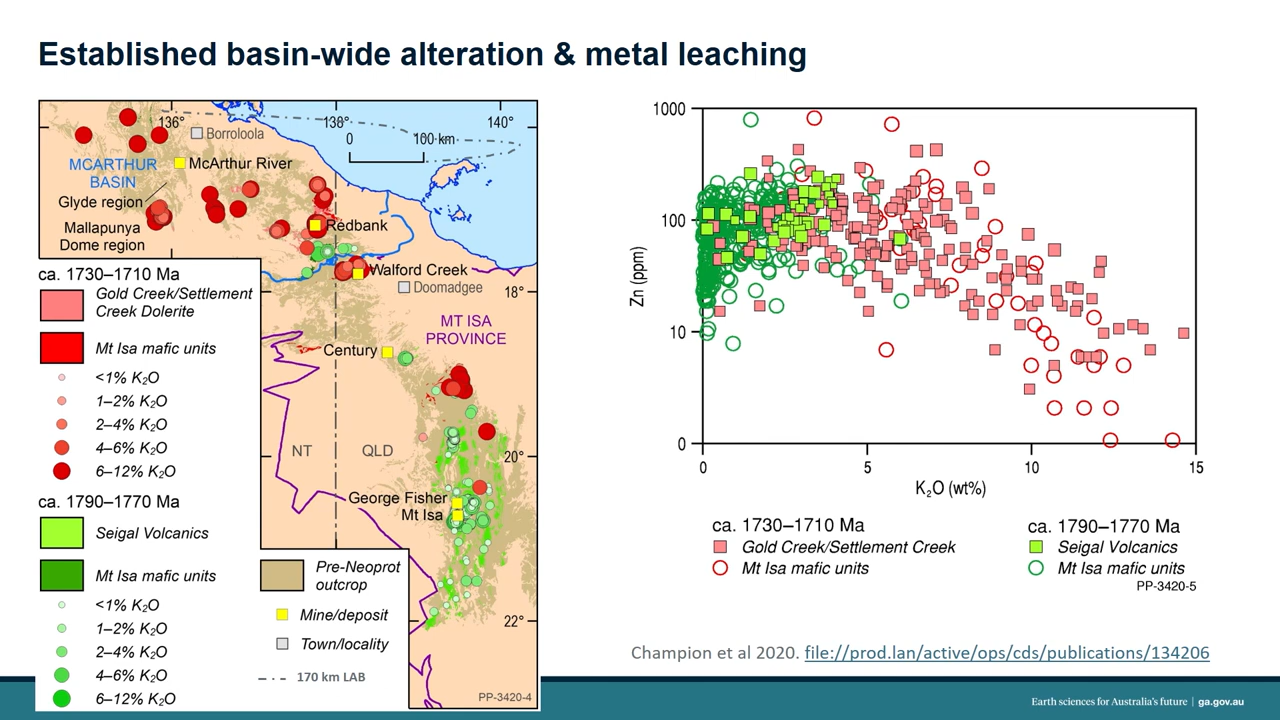 Established basin-wide alteration & metal leaching
136°
138°
140°
Borroloola
0
100 km
MCARTHUR
BASIN
McArthur River
Glyde region
Mallapunya
Dome region
Redbank
Walford Creek
Doomadgee
18°
MT ISA
PROVINCE
Century
NT
QLD
20°
George Fisher
Mt Isa
22°
ca. 1730–1710 Ma
Gold Creek/Settlement
Creek Dolerite
Mt Isa mafic units
<1% K₂O
1–2% K₂O
2–4% K₂O
4–6% K₂O
6–12% K₂O
ca. 1790–1770 Ma
Seigal Volcanics
Mt Isa mafic units
<1% K₂O
1–2% K₂O
2–4% K₂O
4–6% K₂O
6–12% K₂O
Pre-Neoprot
outcrop
Mine/deposit
Town/locality
170 km LAB
PP-3420-4
1000
100
10
0
Zn (ppm)
0
5
10
15
K₂O (wt%)
ca. 1730–1710 Ma
Gold Creek/Settlement Creek
Mt Isa mafic units
ca. 1790–1770 Ma
Seigal Volcanics
Mt Isa mafic units
PP-3420-5
Champion et al 2020. file://prod.lan/active/ops/cds/publications/134206
Earth sciences for Australia's future | ga.gov.au